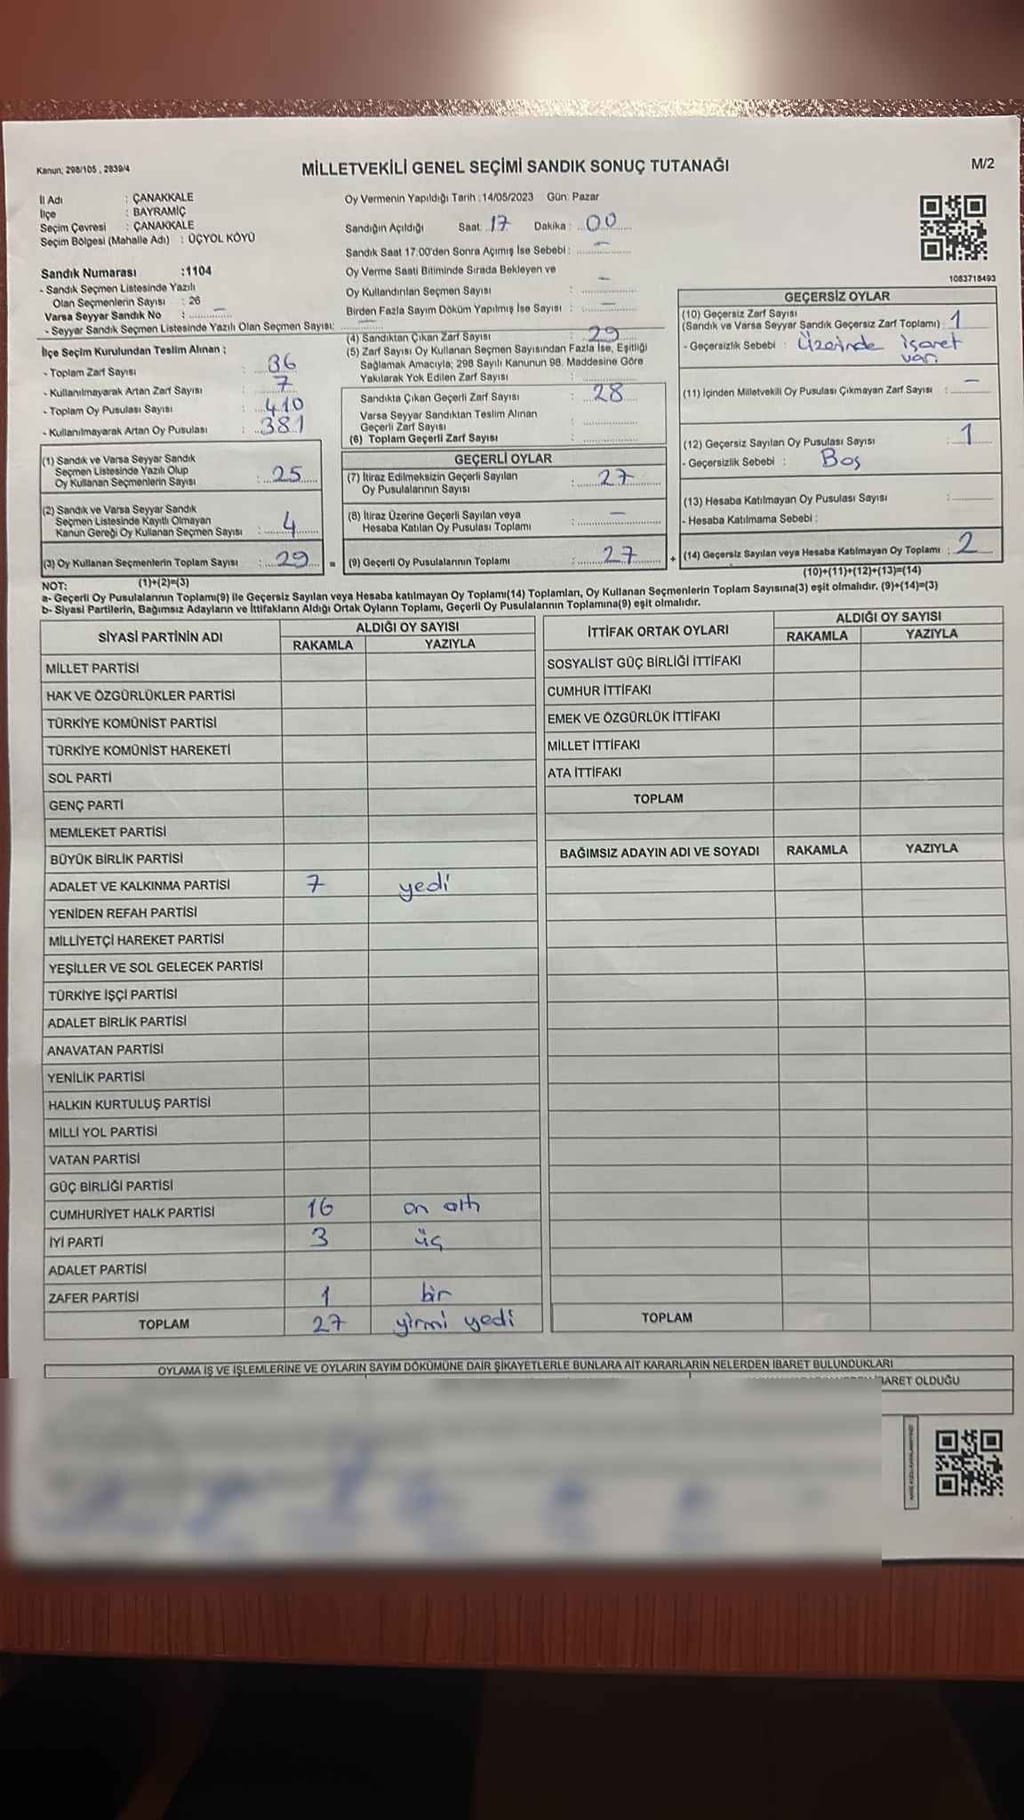 Kanun: 298/105 , 2839/4
MİLLETVEKİLİ GENEL SEÇİMİ SANDIK SONUÇ TUTANAĞI
M/2
İl Adı : ÇANAKKALE
İlçe : BAYRAMİÇ
Seçim Çevresi : ÇANAKKALE
Seçim Bölgesi (Mahalle Adı) : ÜÇYOL KÖYÜ
Sandık Numarası :1104
- Sandık Seçmen Listesinde Yazılı
Olan Seçmenlerin Sayısı : 26
Varsa Seyyar Sandık No : –
- Seyyar Sandık Seçmen Listesinde Yazılı Olan Seçmen Sayısı:
Oy Vermenin Yapıldığı Tarih :14/05/2023 Gün: Pazar
Sandığın Açıldığı Saat: 17 Dakika : 00
Sandık Saat 17:00'den Sonra Açımış İse Sebebi : –
Oy Verme Saati Bitiminde Sırada Bekleyen ve
Oy Kullandırılan Seçmen Sayısı : –
Birden Fazla Sayım Döküm Yapılmış İse Sayısı : –
1083718493
İlçe Seçim Kurulundan Teslim Alınan ;
- Toplam Zarf Sayısı : 36
- Kullanılmayarak Artan Zarf Sayısı : 7
- Toplam Oy Pusulası Sayısı : 410
- Kullanılmayarak Artan Oy Pusulası : 381
(1) Sandık ve Varsa Seyyar Sandık
Seçmen Listesinde Yazılı Olup
Oy Kullanan Seçmenlerin Sayısı : 25
(2) Sandık ve Varsa Seyyar Sandık
Seçmen Listesinde Kayıtlı Olmayan
Kanun Gereği Oy Kullanan Seçmen Sayısı : 4
(3) Oy Kullanan Seçmenlerin Toplam Sayısı : 29 =
(4) Sandıktan Çıkan Zarf Sayısı : 29
(5) Zarf Sayısı Oy Kullanan Seçmen Sayısından Fazla İse, Eşitliği
Sağlamak Amacıyla; 298 Sayılı Kanunun 98. Maddesine Göre
Yakılarak Yok Edilen Zarf Sayısı :
Sandıkta Çıkan Geçerli Zarf Sayısı : 28
Varsa Seyyar Sandıktan Teslim Alınan
Geçerli Zarf Sayısı :
(6) Toplam Geçerli Zarf Sayısı :
GEÇERLİ OYLAR
(7) İtiraz Edilmeksizin Geçerli Sayılan
Oy Pusulalarının Sayısı : 27
(8) İtiraz Üzerine Geçerli Sayılan veya
Hesaba Katılan Oy Pusulası Toplamı : –
(9) Geçerli Oy Pusulalarının Toplamı : 27 +
GEÇERSİZ OYLAR
(10) Geçersiz Zarf Sayısı
(Sandık ve Varsa Seyyar Sandık Geçersiz Zarf Toplamı) : 1
- Geçersizlik Sebebi : Üzerinde işaret
var.
(11) İçinden Milletvekili Oy Pusulası Çıkmayan Zarf Sayısı : –
(12) Geçersiz Sayılan Oy Pusulası Sayısı : 1
- Geçersizlik Sebebi : Boş
(13) Hesaba Katılmayan Oy Pusulası Sayısı :
- Hesaba Katılmama Sebebi :
(14) Geçersiz Sayılan veya Hesaba Katılmayan Oy Toplamı : 2
NOT: (1)+(2)=(3)
(10)+(11)+(12)+(13)=(14)
a- Geçerli Oy Pusulalarının Toplamı(9) ile Geçersiz Sayılan veya Hesaba katılmayan Oy Toplamı(14) Toplamları, Oy Kullanan Seçmenlerin Toplam Sayısına(3) eşit olmalıdır. (9)+(14)=(3)
b- Siyasi Partilerin, Bağımsız Adayların ve İttifakların Aldığı Ortak Oyların Toplamı, Geçerli Oy Pusulalarının Toplamına(9) eşit olmalıdır.
SİYASİ PARTİNİN ADI ALDIĞI OY SAYISI
RAKAMLA YAZIYLA
MİLLET PARTİSİ
HAK VE ÖZGÜRLÜKLER PARTİSİ
TÜRKİYE KOMÜNİST PARTİSİ
TÜRKİYE KOMÜNİST HAREKETİ
SOL PARTİ
GENÇ PARTİ
MEMLEKET PARTİSİ
BÜYÜK BİRLİK PARTİSİ
ADALET VE KALKINMA PARTİSİ 7 yedi
YENİDEN REFAH PARTİSİ
MİLLİYETÇİ HAREKET PARTİSİ
YEŞİLLER VE SOL GELECEK PARTİSİ
TÜRKİYE İŞÇİ PARTİSİ
ADALET BİRLİK PARTİSİ
ANAVATAN PARTİSİ
YENİLİK PARTİSİ
HALKIN KURTULUŞ PARTİSİ
MİLLİ YOL PARTİSİ
VATAN PARTİSİ
GÜÇ BİRLİĞİ PARTİSİ
CUMHURİYET HALK PARTİSİ 16 on altı
İYİ PARTİ 3 üç
ADALET PARTİSİ
ZAFER PARTİSİ 1 bir
TOPLAM 27 yirmi yedi
İTTİFAK ORTAK OYLARI ALDIĞI OY SAYISI
RAKAMLA YAZIYLA
SOSYALİST GÜÇ BİRLİĞİ İTTİFAKI
CUMHUR İTTİFAKI
EMEK VE ÖZGÜRLÜK İTTİFAKI
MİLLET İTTİFAKI
ATA İTTİFAKI
TOPLAM
BAĞIMSIZ ADAYIN ADI VE SOYADI RAKAMLA YAZIYLA
TOPLAM
OYLAMA İŞ VE İŞLEMLERİNE VE OYLARIN SAYIM DÖKÜMÜNE DAİR ŞİKAYETLERLE BUNLARA AİT KARARLARIN NELERDEN İBARET BULUNDUKLARI
İBARET OLDUĞU